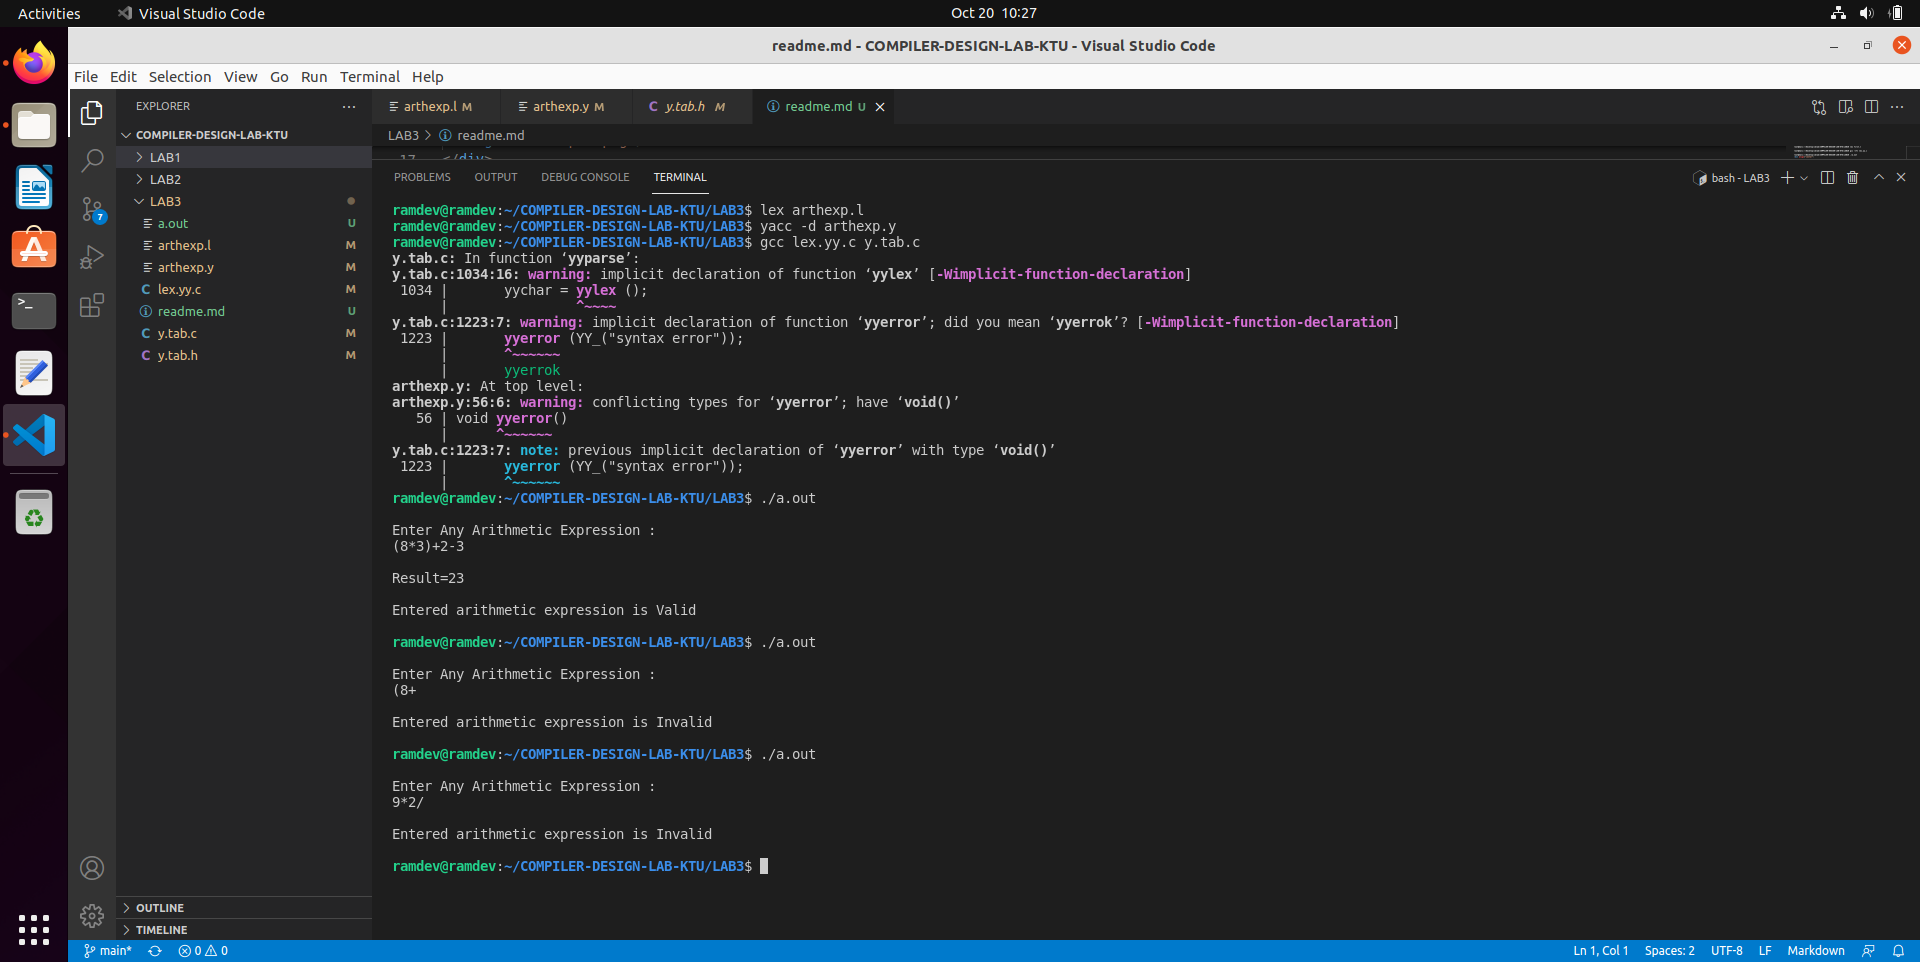 Activities Visual Studio Code Oct 20 10:27
readme.md - COMPILER-DESIGN-LAB-KTU - Visual Studio Code
File Edit Selection View Go Run Terminal Help
EXPLORER
COMPILER-DESIGN-LAB-KTU
LAB1
LAB2
LAB3
a.out U
arthexp.l M
arthexp.y M
lex.yy.c M
readme.md U
y.tab.c M
y.tab.h M
OUTLINE
TIMELINE
7
arthexp.l M arthexp.y M y.tab.h M readme.md U
LAB3 > readme.md
17 </div>
PROBLEMS OUTPUT DEBUG CONSOLE TERMINAL bash - LAB3
ramdev@ramdev:~/COMPILER-DESIGN-LAB-KTU/LAB3$ lex arthexp.l
ramdev@ramdev:~/COMPILER-DESIGN-LAB-KTU/LAB3$ yacc -d arthexp.y
ramdev@ramdev:~/COMPILER-DESIGN-LAB-KTU/LAB3$ gcc lex.yy.c y.tab.c
y.tab.c: In function ‘yyparse’:
y.tab.c:1034:16: warning: implicit declaration of function ‘yylex’ [-Wimplicit-function-declaration]
1034 | yychar = yylex ();
| ^~~~~
y.tab.c:1223:7: warning: implicit declaration of function ‘yyerror’; did you mean ‘yyerrok’? [-Wimplicit-function-declaration]
1223 | yyerror (YY_("syntax error"));
| ^~~~~~~
| yyerrok
arthexp.y: At top level:
arthexp.y:56:6: warning: conflicting types for ‘yyerror’; have ‘void()’
56 | void yyerror()
| ^~~~~~~
y.tab.c:1223:7: note: previous implicit declaration of ‘yyerror’ with type ‘void()’
1223 | yyerror (YY_("syntax error"));
| ^~~~~~~
ramdev@ramdev:~/COMPILER-DESIGN-LAB-KTU/LAB3$ ./a.out
Enter Any Arithmetic Expression :
(8*3)+2-3
Result=23
Entered arithmetic expression is Valid
ramdev@ramdev:~/COMPILER-DESIGN-LAB-KTU/LAB3$ ./a.out
Enter Any Arithmetic Expression :
(8+
Entered arithmetic expression is Invalid
ramdev@ramdev:~/COMPILER-DESIGN-LAB-KTU/LAB3$ ./a.out
Enter Any Arithmetic Expression :
9*2/
Entered arithmetic expression is Invalid
ramdev@ramdev:~/COMPILER-DESIGN-LAB-KTU/LAB3$
main* 0 0 Ln 1, Col 1 Spaces: 2 UTF-8 LF Markdown